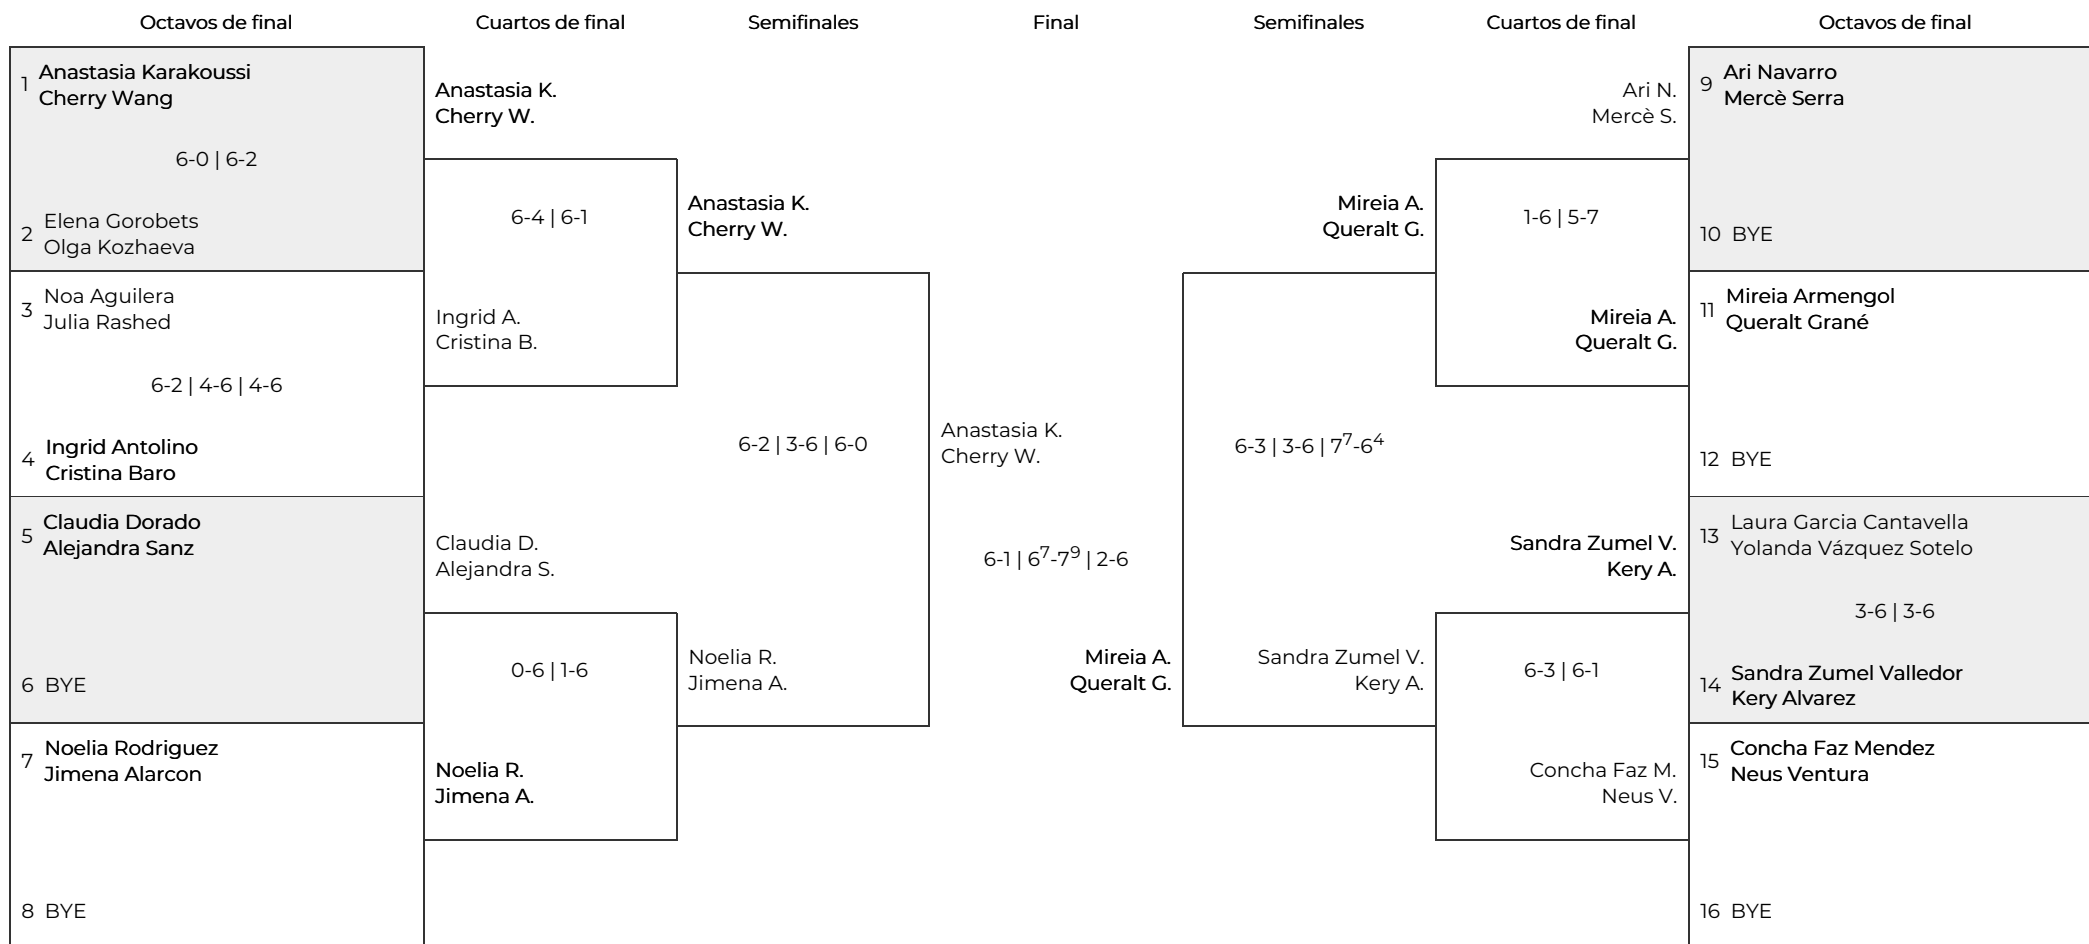 Octavos de final
Cuartos de final
Semifinales
Final
Semifinales
Cuartos de final
Octavos de final
1 Anastasia Karakoussi
Cherry Wang
6-0 | 6-2
2 Elena Gorobets
Olga Kozhaeva
3 Noa Aguilera
Julia Rashed
6-2 | 4-6 | 4-6
4 Ingrid Antolino
Cristina Baro
5 Claudia Dorado
Alejandra Sanz
6 BYE
7 Noelia Rodriguez
Jimena Alarcon
8 BYE
Anastasia K.
Cherry W.
6-4 | 6-1
Ingrid A.
Cristina B.
Claudia D.
Alejandra S.
0-6 | 1-6
Noelia R.
Jimena A.
Anastasia K.
Cherry W.
6-2 | 3-6 | 6-0
Noelia R.
Jimena A.
Anastasia K.
Cherry W.
6-1 | 6⁷-7⁹ | 2-6
Mireia A.
Queralt G.
Mireia A.
Queralt G.
6-3 | 3-6 | 7⁷-6⁴
Sandra Zumel V.
Kery A.
Ari N.
Mercè S.
1-6 | 5-7
Mireia A.
Queralt G.
Sandra Zumel V.
Kery A.
6-3 | 6-1
Concha Faz M.
Neus V.
9 Ari Navarro
Mercè Serra
10 BYE
11 Mireia Armengol
Queralt Grané
12 BYE
13 Laura Garcia Cantavella
Yolanda Vázquez Sotelo
3-6 | 3-6
14 Sandra Zumel Valledor
Kery Alvarez
15 Concha Faz Mendez
Neus Ventura
16 BYE